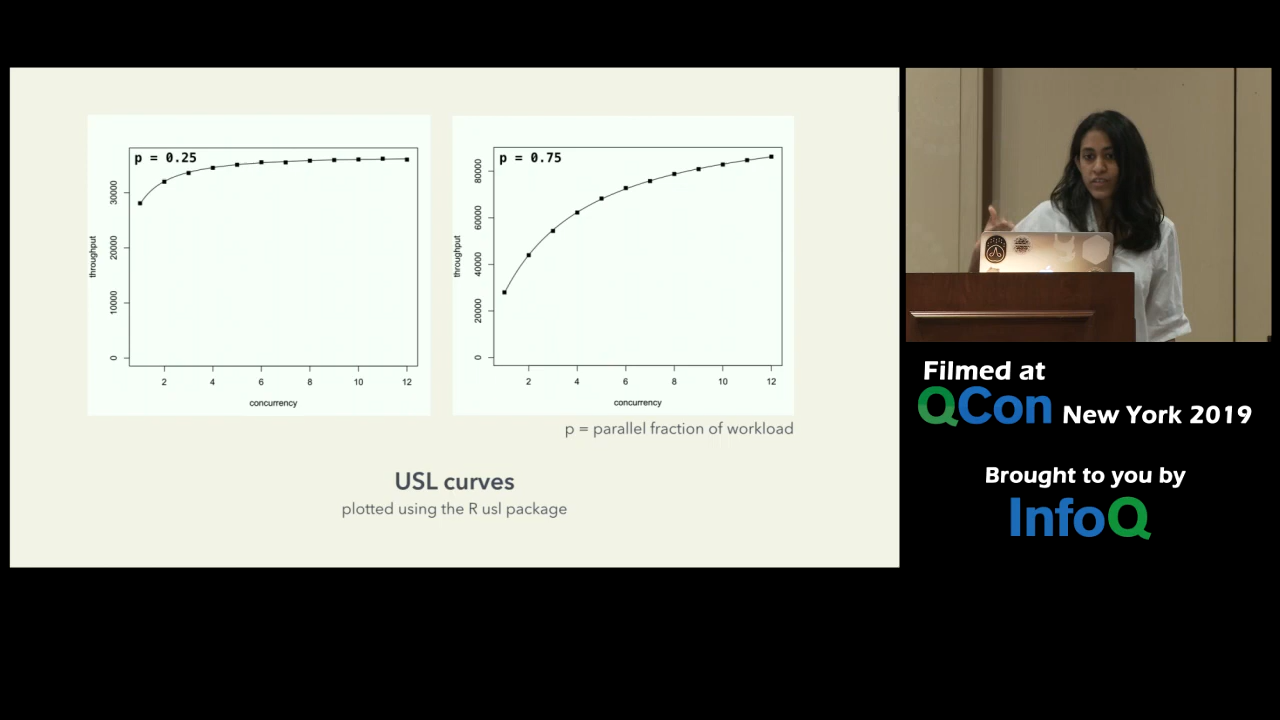 p = 0.25
30000
20000
10000
0
throughput
2 4 6 8 10 12
concurrency
p = 0.75
80000
60000
40000
20000
0
throughput
2 4 6 8 10 12
concurrency
p = parallel fraction of workload
USL curves
plotted using the R usl package
Filmed at
QCon New York 2019
Brought to you by
InfoQ